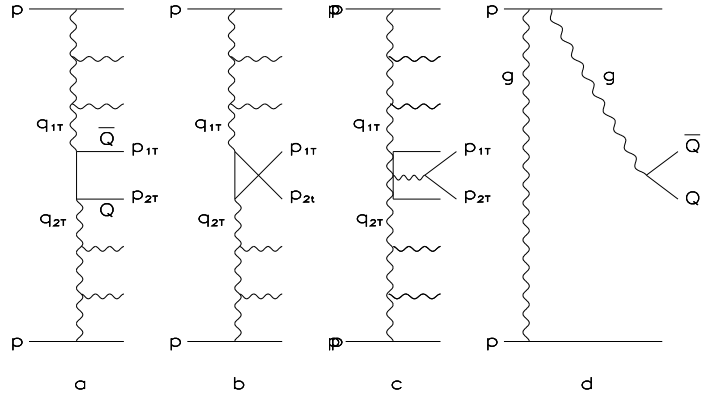 p p p p
g g
q1T q1T q1T
Q̅ p1T p1T p1T Q̅
Q p2T p2t p2T Q
q2T q2T q2T
p p p p
a b c d